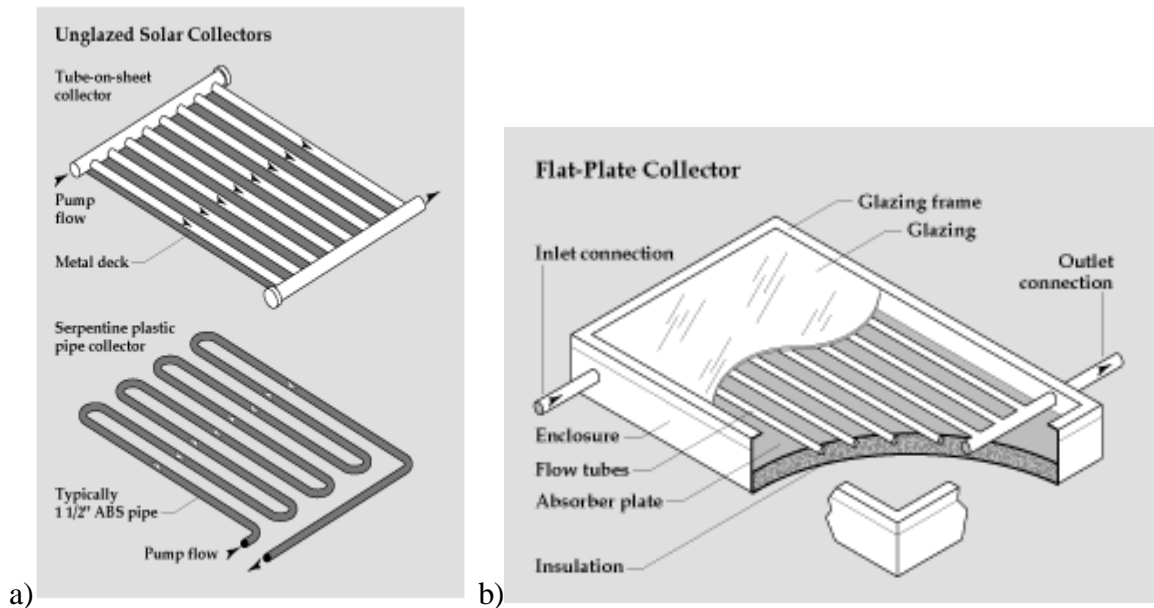 Unglazed Solar Collectors
Tube-on-sheet
collector
Pump
flow
Metal deck
Serpentine plastic
pipe collector
Typically
1 1/2" ABS pipe
Pump flow
a)
Flat-Plate Collector
Glazing frame
Glazing
Inlet connection
Outlet
connection
Enclosure
Flow tubes
Absorber plate
Insulation
b)